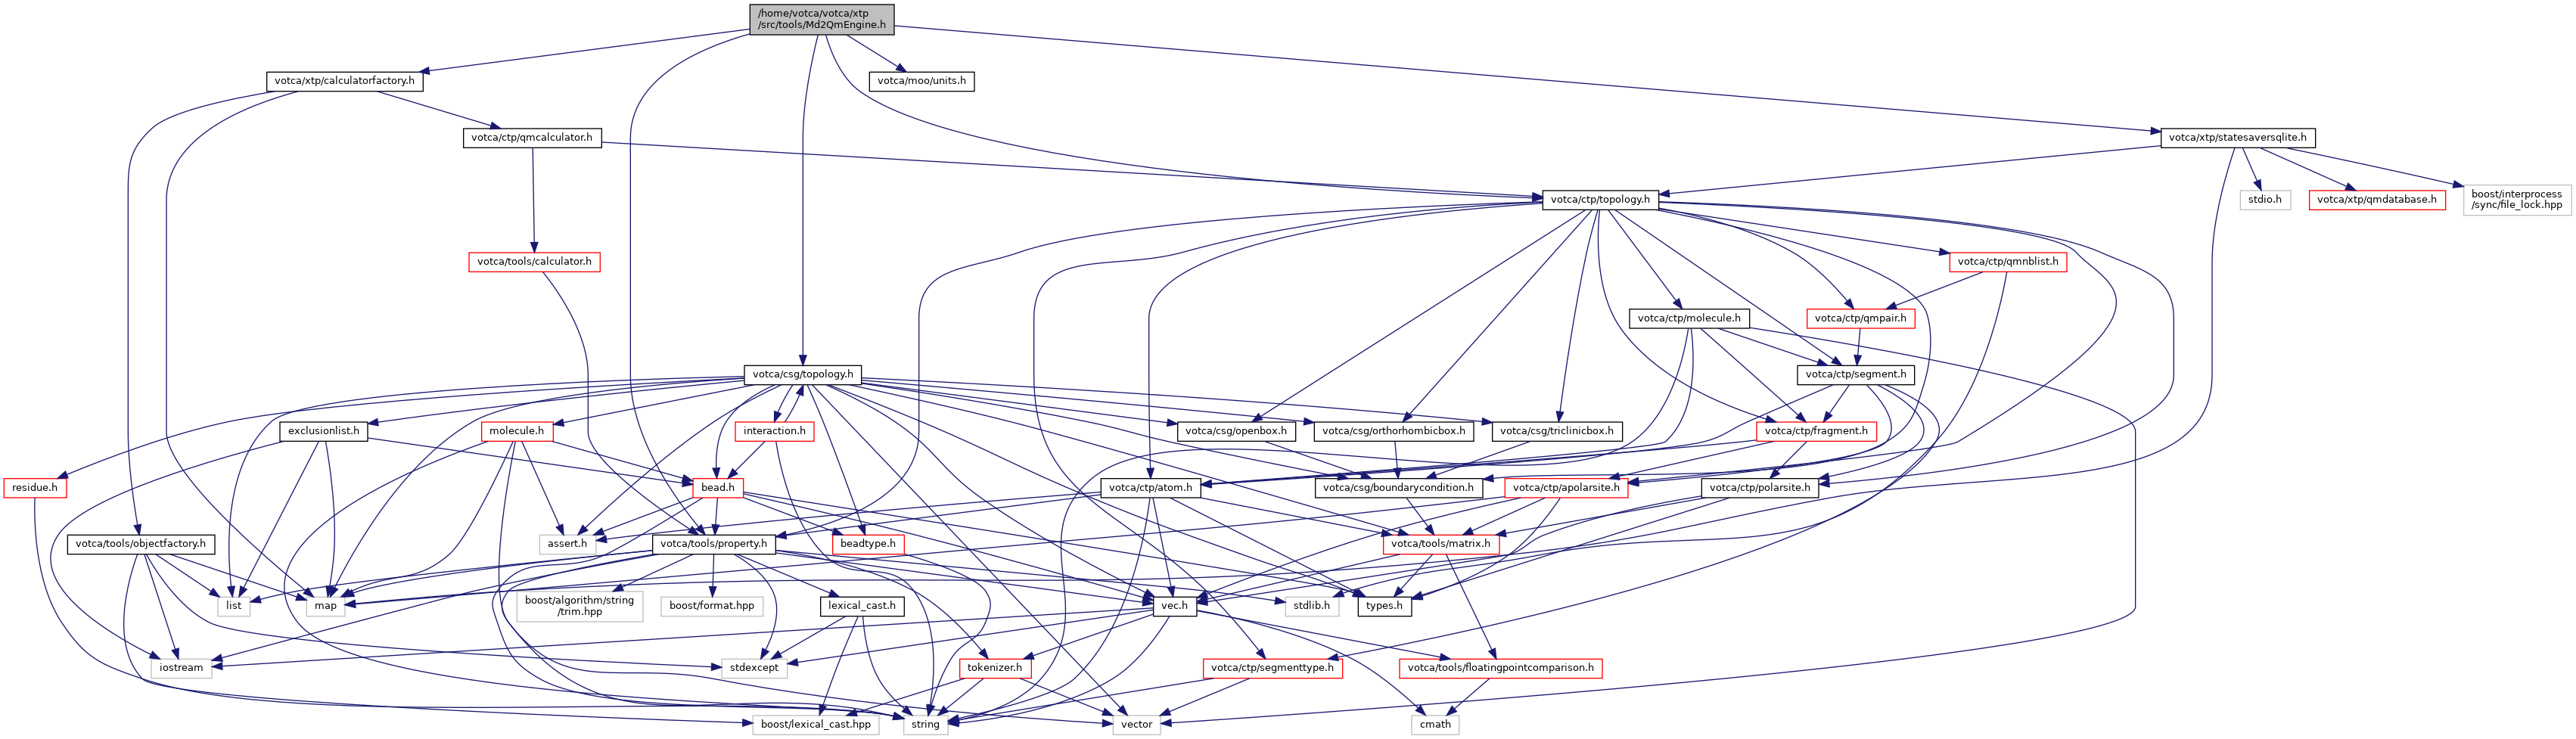 /home/votca/votca/xtp
/src/tools/Md2QmEngine.h
votca/xtp/calculatorfactory.h
votca/moo/units.h
votca/ctp/qmcalculator.h
votca/xtp/statesaversqlite.h
votca/ctp/topology.h
stdio.h
votca/xtp/qmdatabase.h
boost/interprocess
/sync/file_lock.hpp
votca/tools/calculator.h
votca/ctp/qmnblist.h
votca/ctp/molecule.h
votca/ctp/qmpair.h
votca/csg/topology.h
votca/ctp/segment.h
exclusionlist.h
molecule.h
interaction.h
votca/csg/openbox.h
votca/csg/orthorhombicbox.h
votca/csg/triclinicbox.h
votca/ctp/fragment.h
residue.h
bead.h
votca/ctp/atom.h
votca/csg/boundarycondition.h
votca/ctp/apolarsite.h
votca/ctp/polarsite.h
votca/tools/objectfactory.h
assert.h
votca/tools/property.h
beadtype.h
votca/tools/matrix.h
list
map
boost/algorithm/string
/trim.hpp
boost/format.hpp
lexical_cast.h
vec.h
stdlib.h
types.h
iostream
stdexcept
tokenizer.h
votca/ctp/segmenttype.h
votca/tools/floatingpointcomparison.h
boost/lexical_cast.hpp
string
vector
cmath